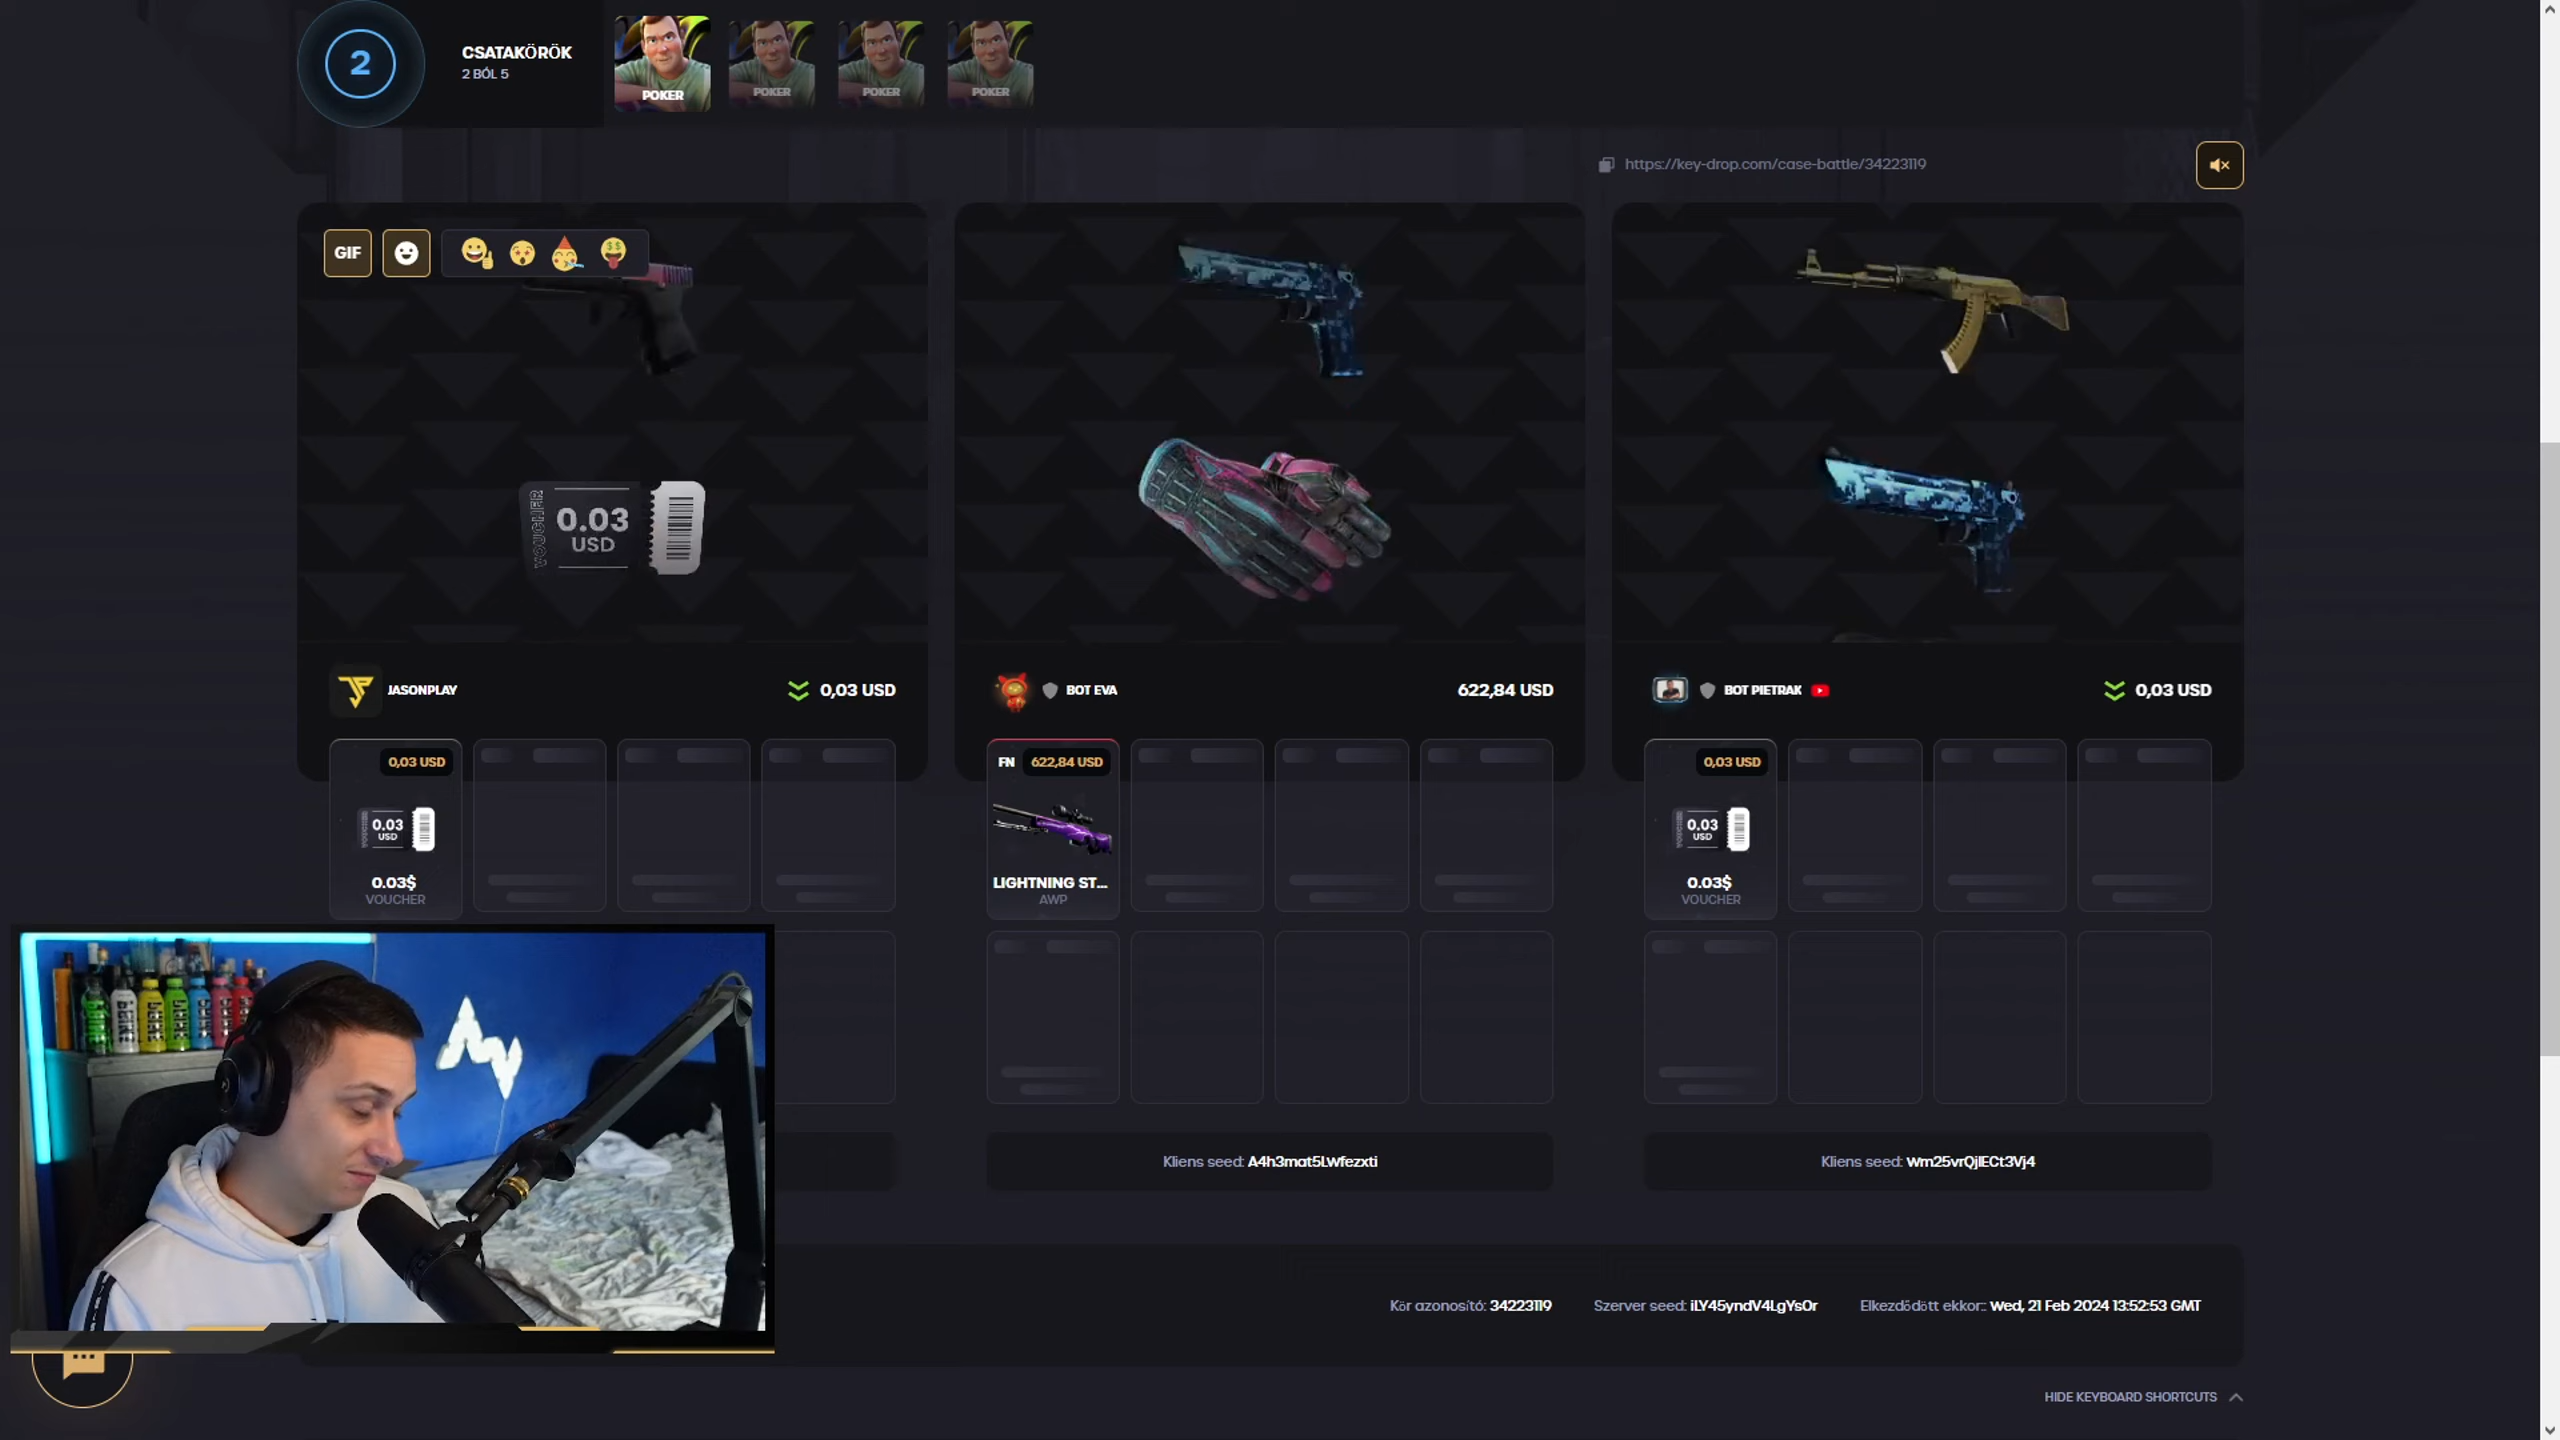 2
CSATAKÖRÖK
2 BÓL 5
POKER
POKER
POKER
POKER
https://key-drop.com/case-battle/34223119
GIF
VOUCHER
0.03
USD
JASONPLAY
0,03 USD
BOT EVA
622,84 USD
BOT PIETRAK
0,03 USD
0,03 USD
0.03
USD
0.03$
VOUCHER
FN 622,84 USD
LIGHTNING ST...
AWP
0,03 USD
0.03
USD
0.03$
VOUCHER
Kliens seed: A4h3mat5LWfezxti
Kliens seed: Wm25vrQjlECt3Vj4
Kör azonosító: 34223119 Szerver seed: iLY45yndV4LgYsOr Elkezdődött ekkor:: Wed, 21 Feb 2024 13:52:53 GMT
HIDE KEYBOARD SHORTCUTS